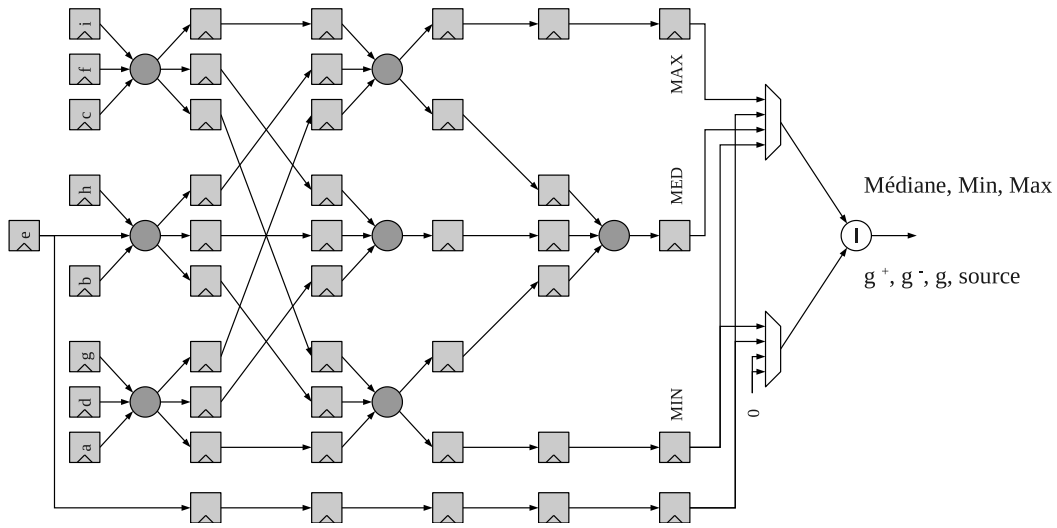 i
f
c
h
e
b
g
d
a
MAX
MED
MIN
0
Médiane, Min, Max
g +, g -, g, source